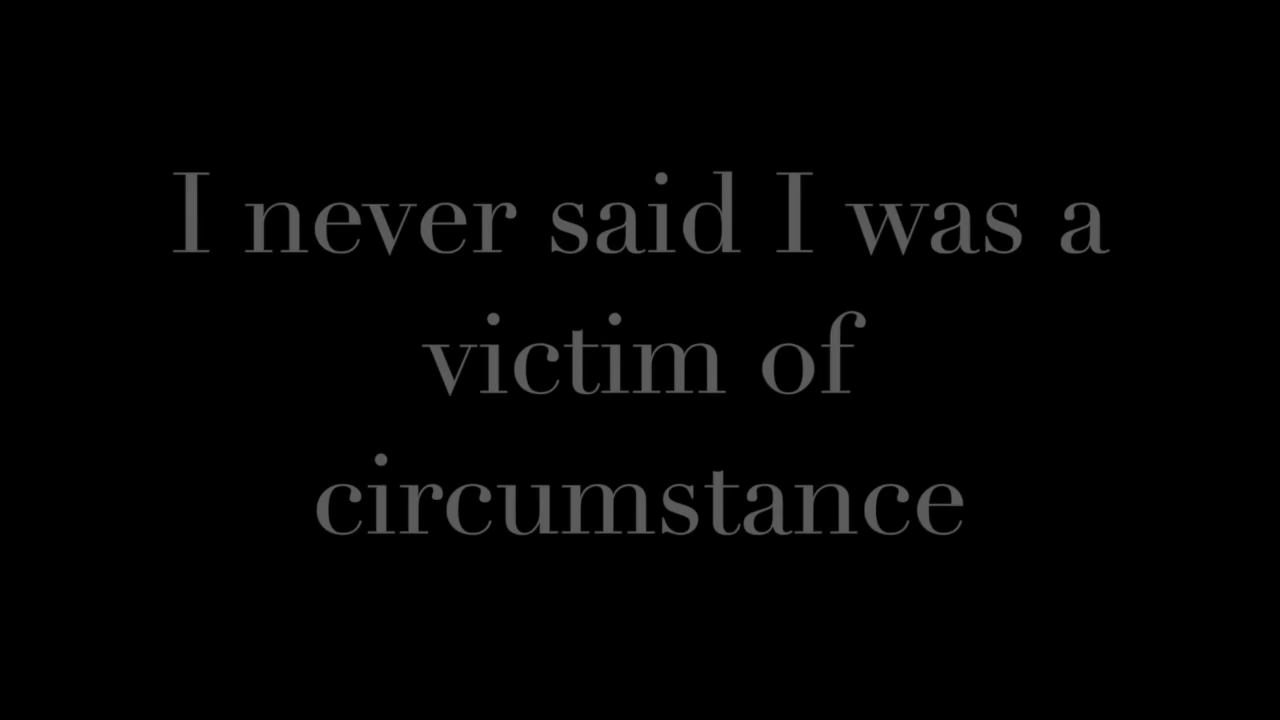 I never said I was a
victim of
circumstance